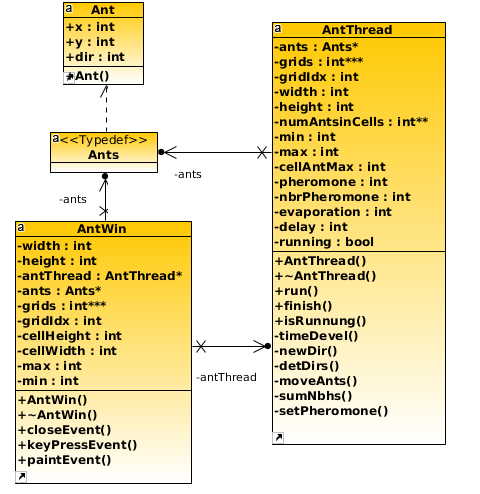 a
Ant
+x : int
+y : int
+dir : int
+Ant()
a
<<Typedef>>
Ants
-ants
-ants
a
AntWin
-width : int
-height : int
-antThread : AntThread*
-ants : Ants*
-grids : int***
-gridIdx : int
-cellHeight : int
-cellWidth : int
-max : int
-min : int
+AntWin()
+~AntWin()
+closeEvent()
+keyPressEvent()
+paintEvent()
-antThread
a
AntThread
-ants : Ants*
-grids : int***
-gridIdx : int
-width : int
-height : int
-numAntsinCells : int**
-min : int
-max : int
-cellAntMax : int
-pheromone : int
-nbrPheromone : int
-evaporation : int
-delay : int
-running : bool
+AntThread()
+~AntThread()
+run()
+finish()
+isRunnung()
-timeDevel()
-newDir()
-detDirs()
-moveAnts()
-sumNbhs()
-setPheromone()